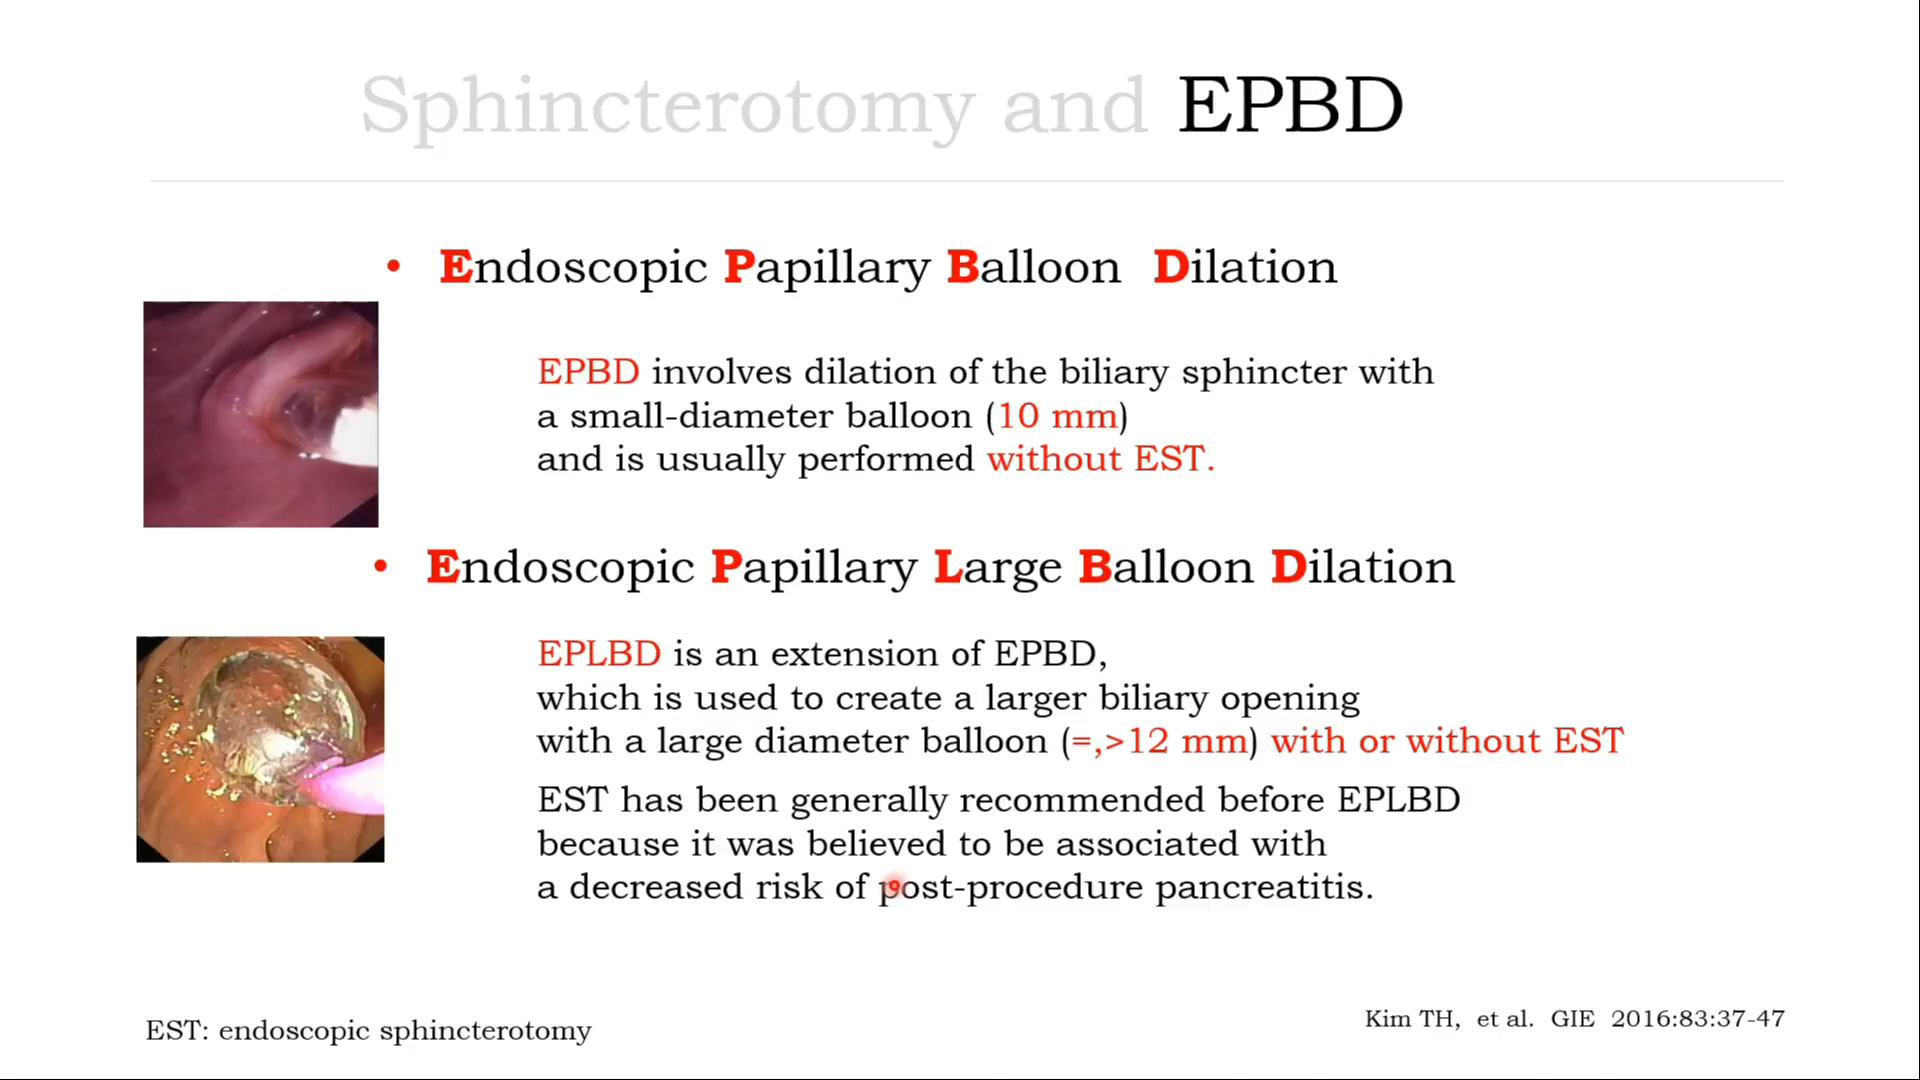 Sphincterotomy and EPBD
• Endoscopic Papillary Balloon Dilation
EPBD involves dilation of the biliary sphincter with
a small-diameter balloon (10 mm)
and is usually performed without EST.
• Endoscopic Papillary Large Balloon Dilation
EPLBD is an extension of EPBD,
which is used to create a larger biliary opening
with a large diameter balloon (=,>12 mm) with or without EST
EST has been generally recommended before EPLBD
because it was believed to be associated with
a decreased risk of post-procedure pancreatitis.
EST: endoscopic sphincterotomy
Kim TH, et al. GIE 2016:83:37-47